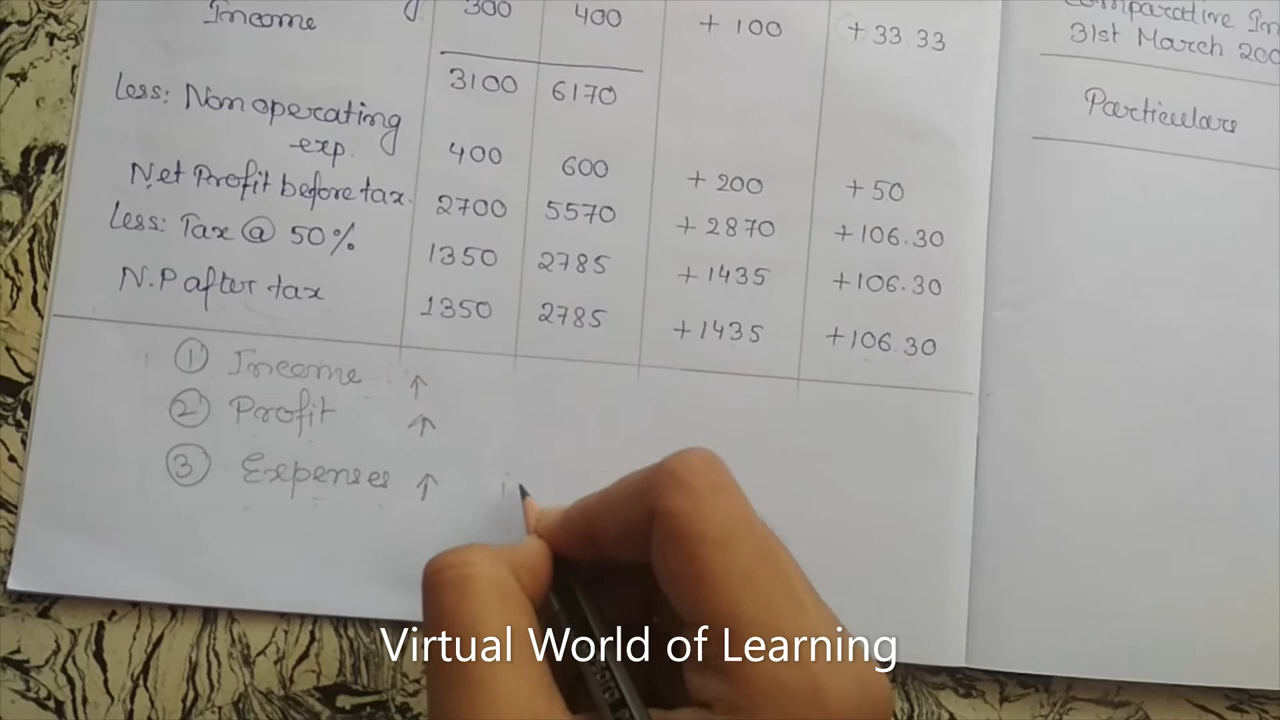 Income 300 400 + 100 + 33.33
3100 6170
Less: Non operating
exp. 400 600 + 200 + 50
Net Profit before tax. 2700 5570 + 2870 +106.30
Less: Tax @ 50% 1350 2785 +1435 +106.30
N.P after tax 1350 2785 +1435 +106.30
① Income ↑
② Profit ↑
③ Expenses ↑
31st March 200
Particulars
Virtual World of Learning